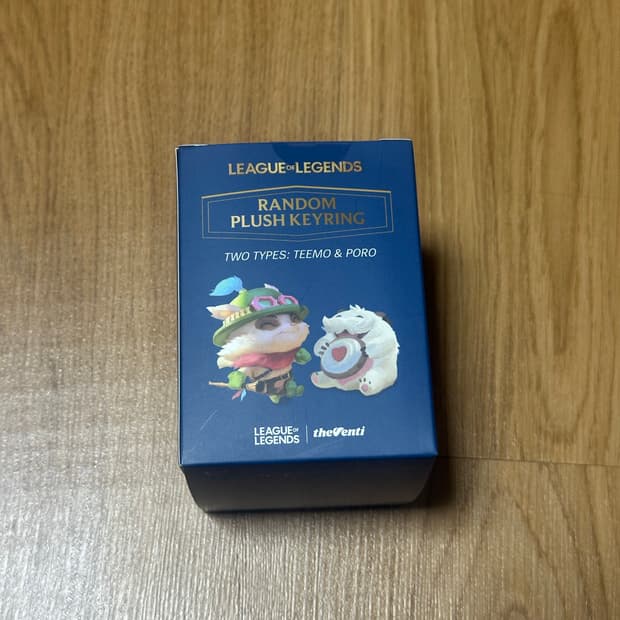 LEAGUE OF LEGENDS
RANDOM
PLUSH KEYRING
TWO TYPES: TEEMO & PORO
LEAGUE OF
LEGENDS
theVenti